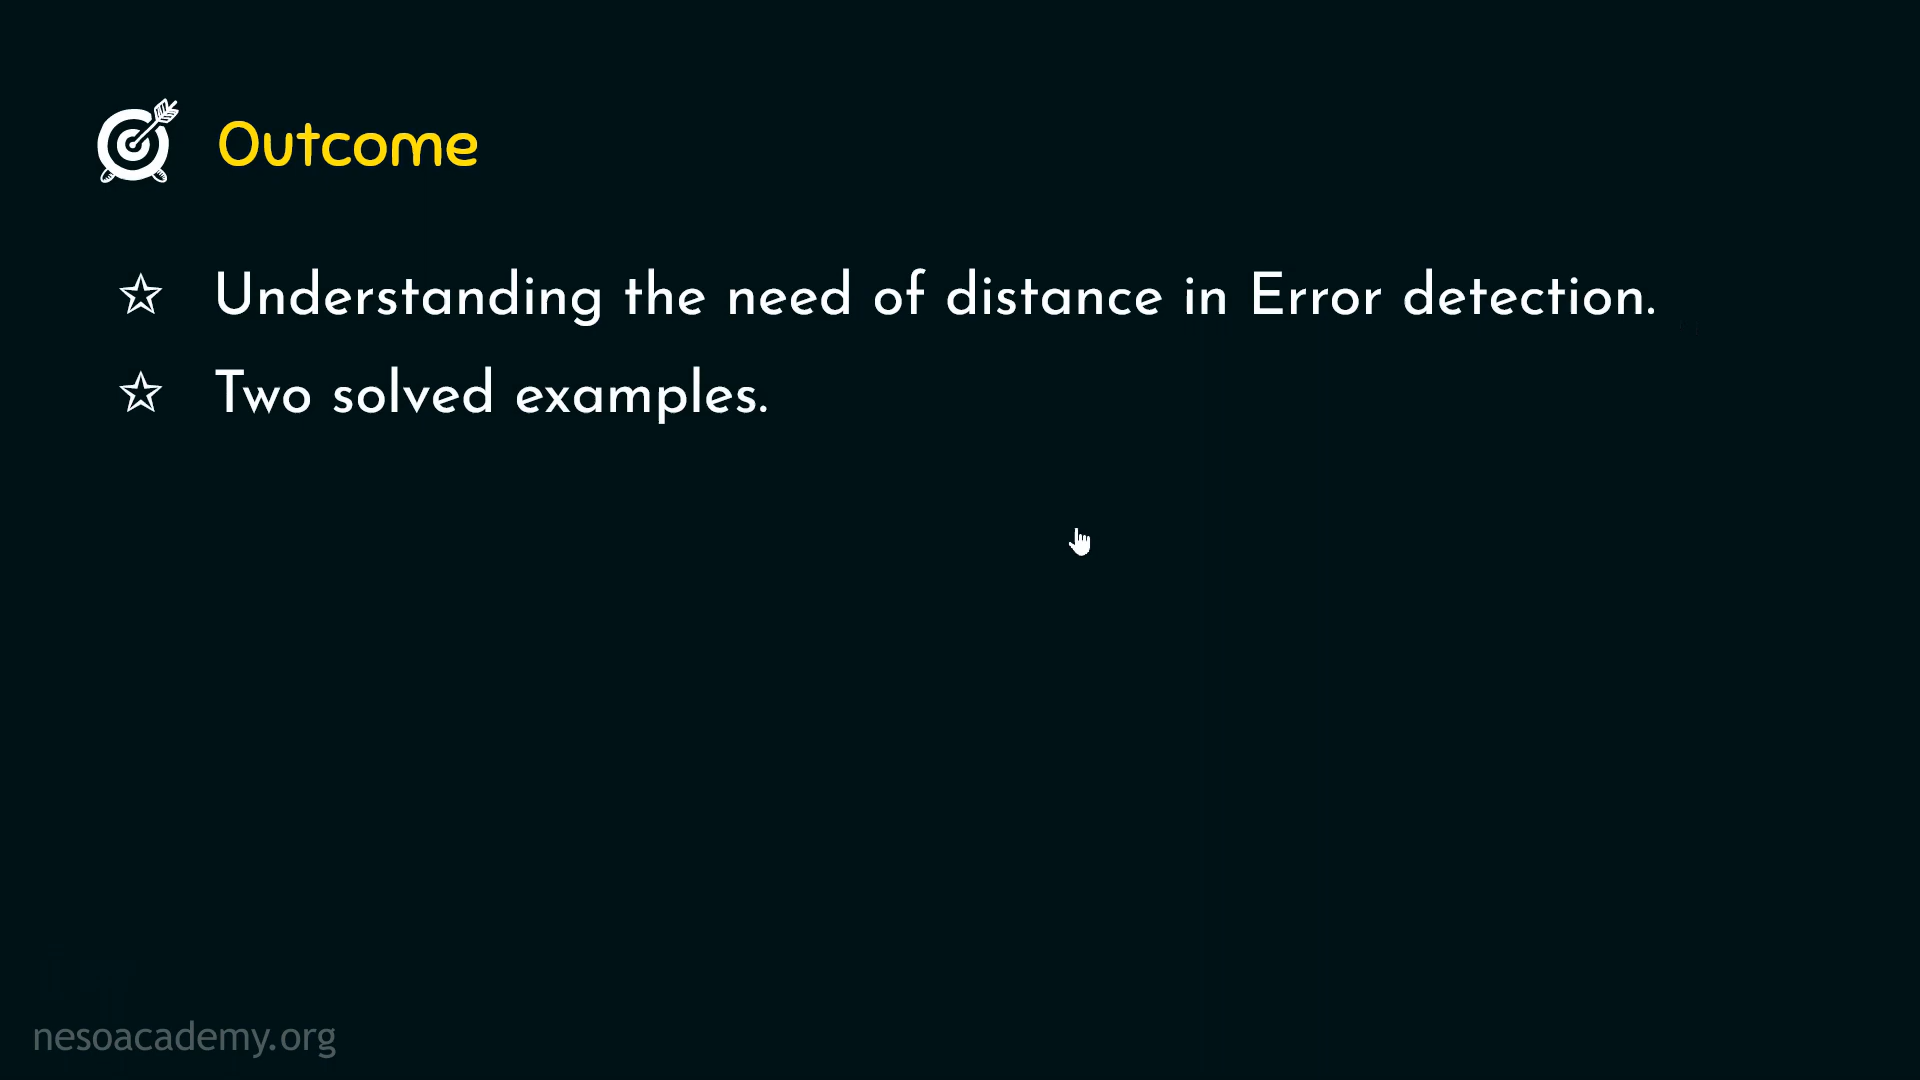 Outcome
☆ Understanding the need of distance in Error detection.
☆ Two solved examples.
nesoacademy.org